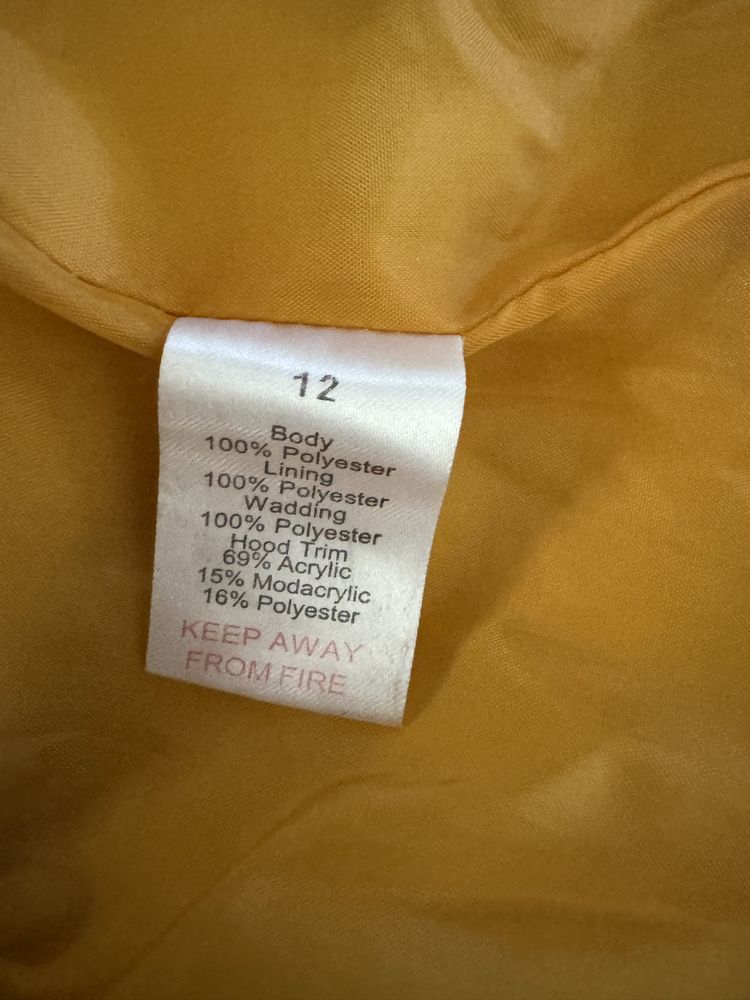 12
Body
100% Polyester
Lining
100% Polyester
Wadding
100% Polyester
Hood Trim
69% Acrylic
15% Modacrylic
16% Polyester
KEEP AWAY
FROM FIRE